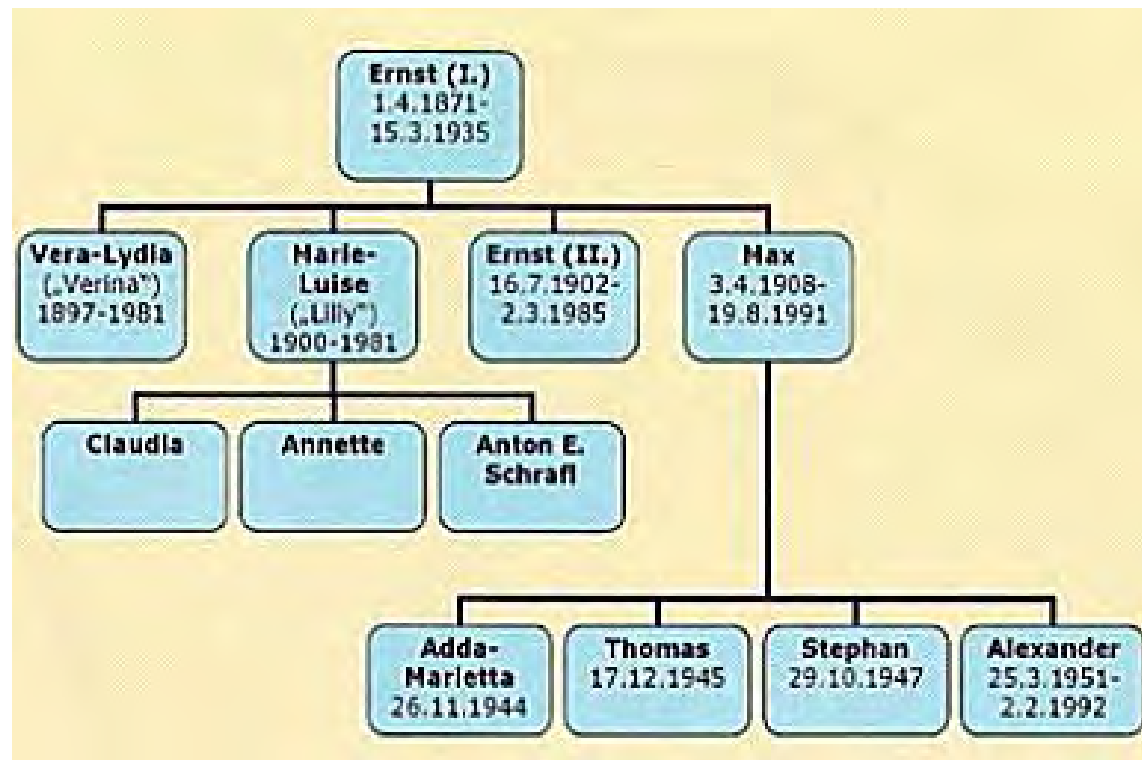 Ernst (I.)
1.4.1871-
15.3.1935
Vera-Lydia
(„Verina“)
1897-1981
Marie-
Luise
(„Lilly“)
1900-1981
Ernst (II.)
16.7.1902-
2.3.1985
Max
3.4.1908-
19.8.1991
Claudia
Annette
Anton E.
Schrafl
Adda-
Marietta
26.11.1944
Thomas
17.12.1945
Stephan
29.10.1947
Alexander
25.3.1951-
2.2.1992